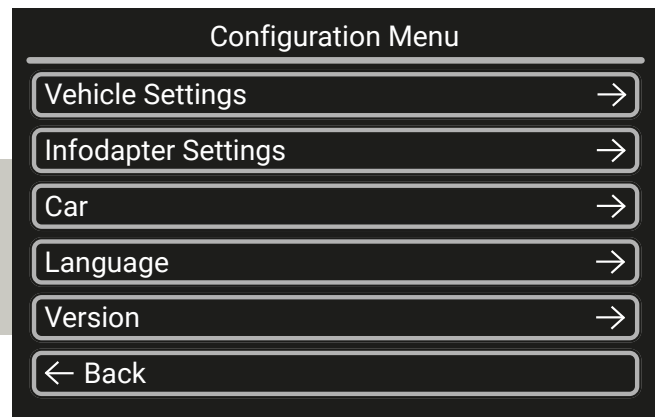 Configuration Menu
Vehicle Settings
Infodapter Settings
Car
Language
Version
Back